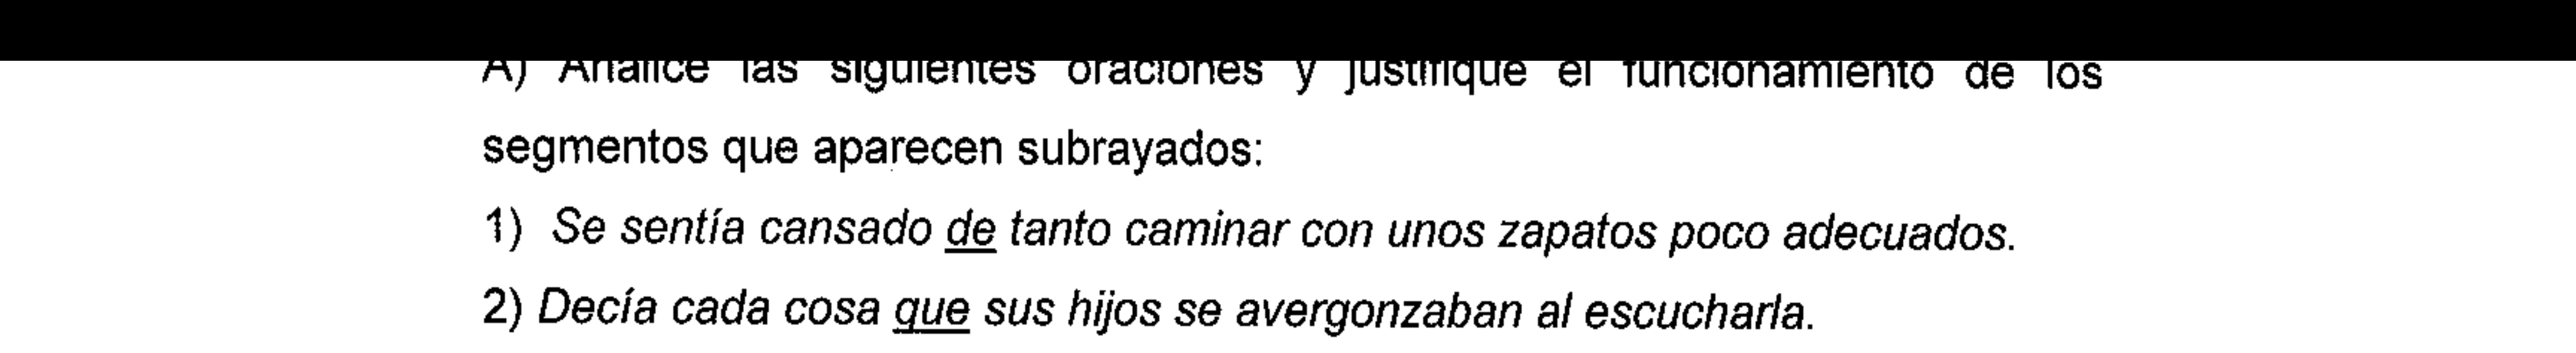 A) Analice las siguientes oraciones y justifique el funcionamiento de los
segmentos que aparecen subrayados:
1) Se sentía cansado de tanto caminar con unos zapatos poco adecuados.
2) Decía cada cosa que sus hijos se avergonzaban al escucharla.